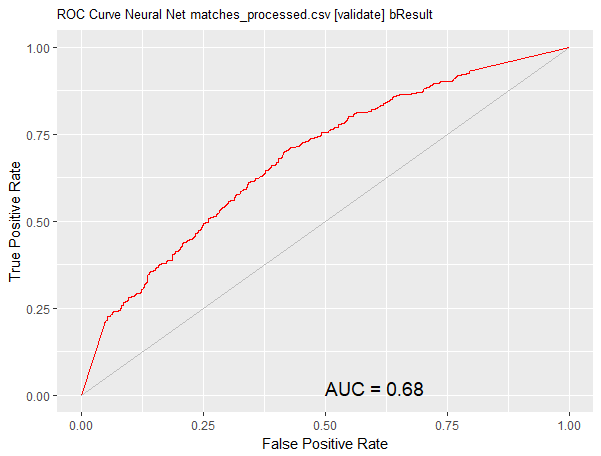 ROC Curve Neural Net matches_processed.csv [validate] bResult
True Positive Rate
1.00
0.75
0.50
0.25
0.00
AUC = 0.68
0.00 0.25 0.50 0.75 1.00
False Positive Rate